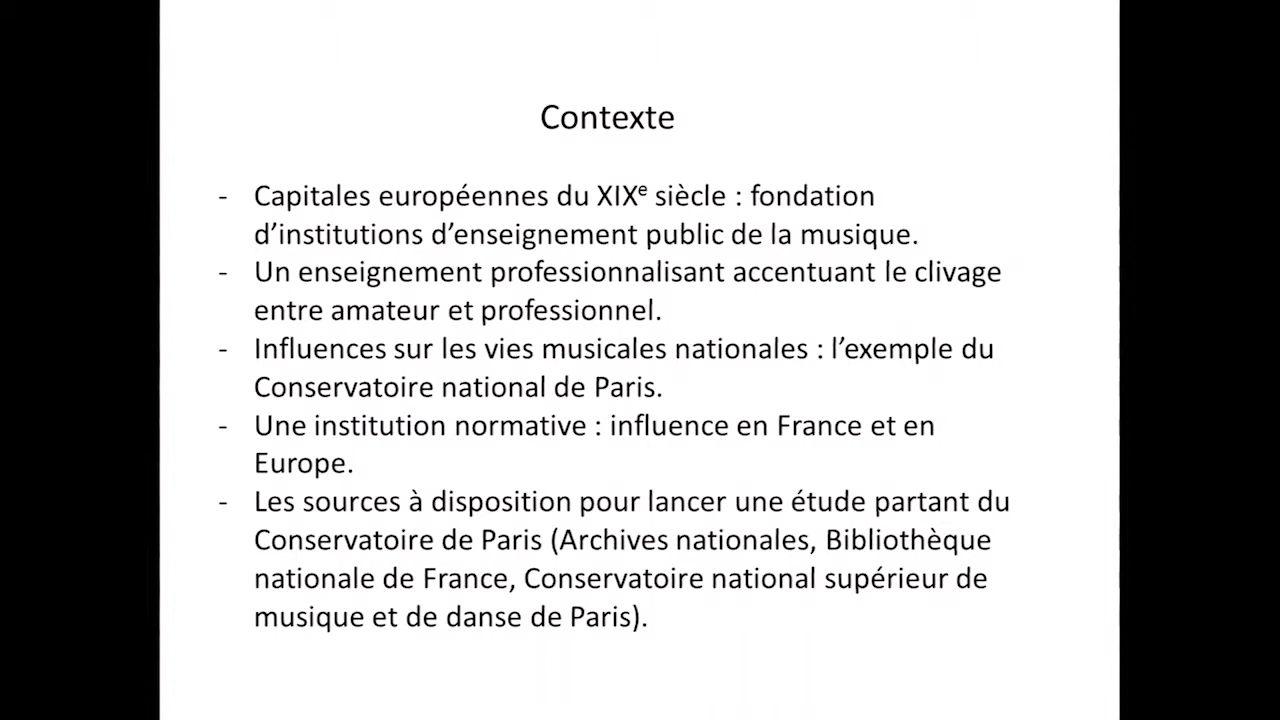 Contexte
- Capitales européennes du XIXe siècle : fondation
d’institutions d’enseignement public de la musique.
- Un enseignement professionnalisant accentuant le clivage
entre amateur et professionnel.
- Influences sur les vies musicales nationales : l’exemple du
Conservatoire national de Paris.
- Une institution normative : influence en France et en
Europe.
- Les sources à disposition pour lancer une étude partant du
Conservatoire de Paris (Archives nationales, Bibliothèque
nationale de France, Conservatoire national supérieur de
musique et de danse de Paris).